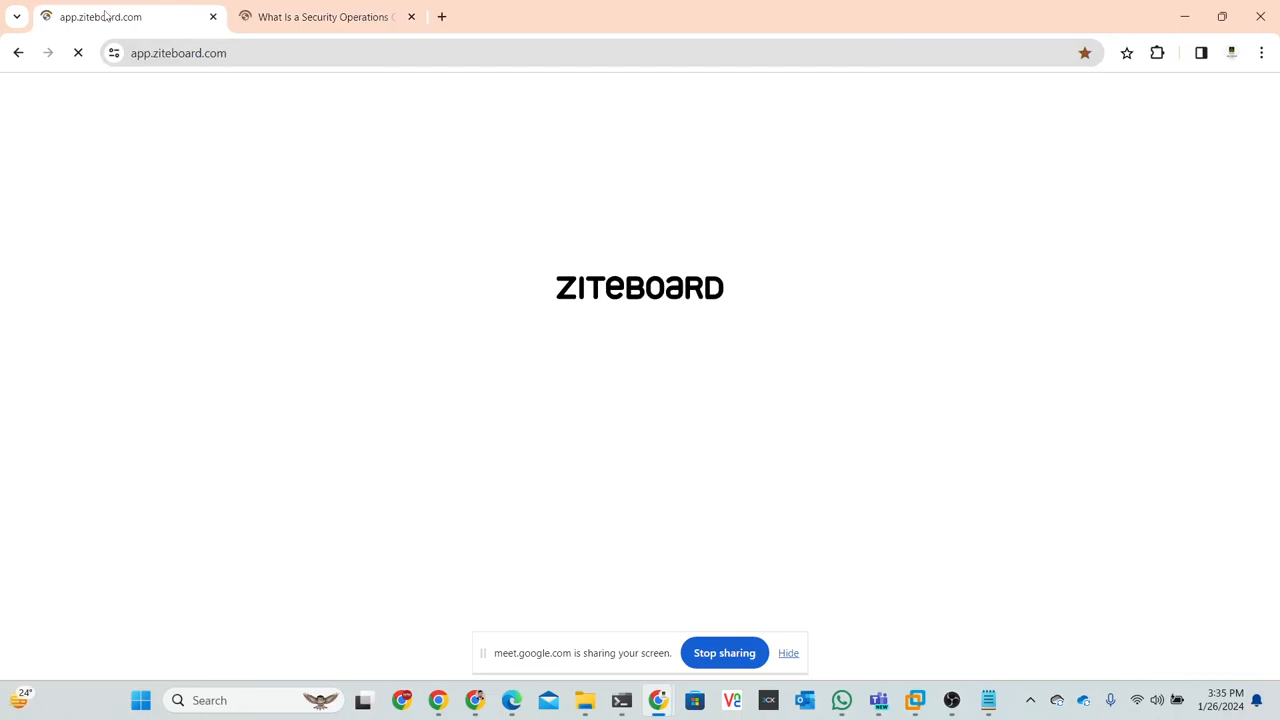 app.ziteboard.com
What Is a Security Operations C
app.ziteboard.com
ZITEBOARD
meet.google.com is sharing your screen.
Stop sharing
Hide
24°
Search
3:35 PM
1/26/2024